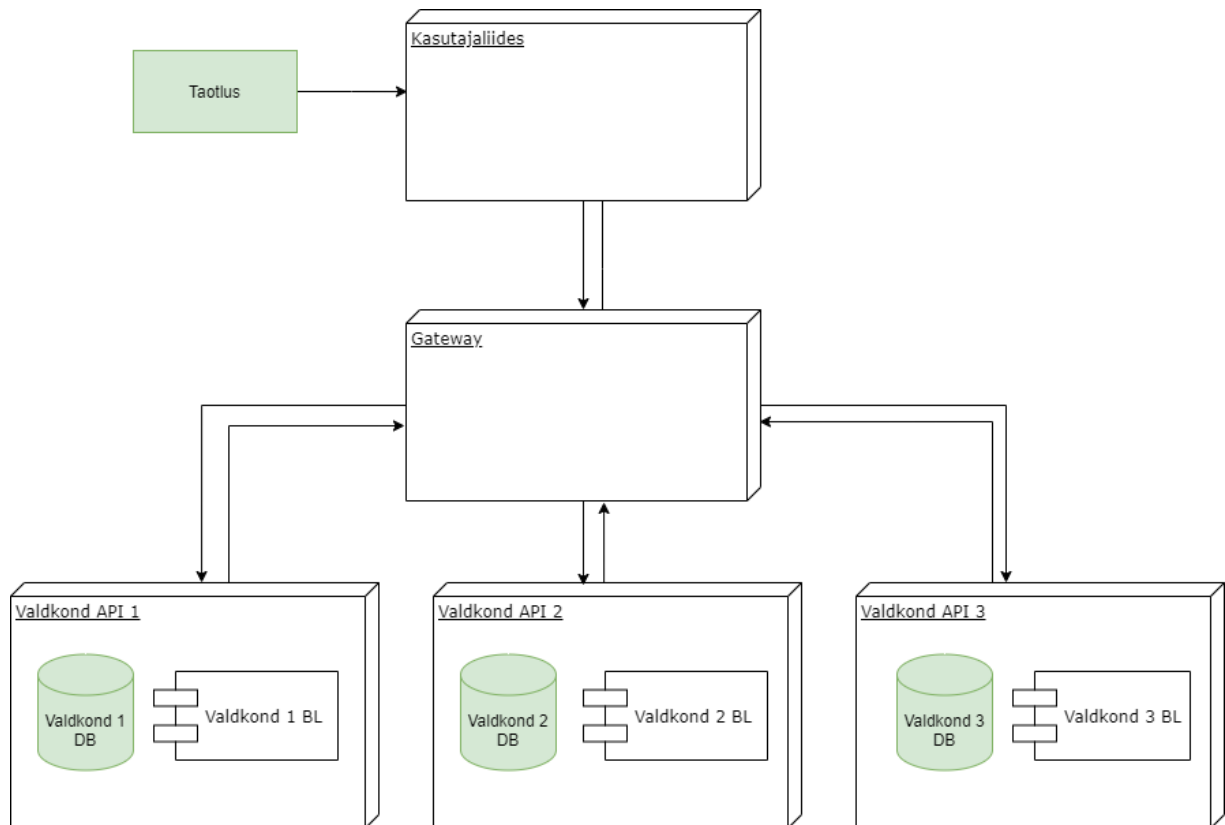 Kasutajaliides
Taotlus
Gateway
Valdkond API 1
Valdkond API 2
Valdkond API 3
Valdkond 1
DB
Valdkond 1 BL
Valdkond 2
DB
Valdkond 2 BL
Valdkond 3
DB
Valdkond 3 BL